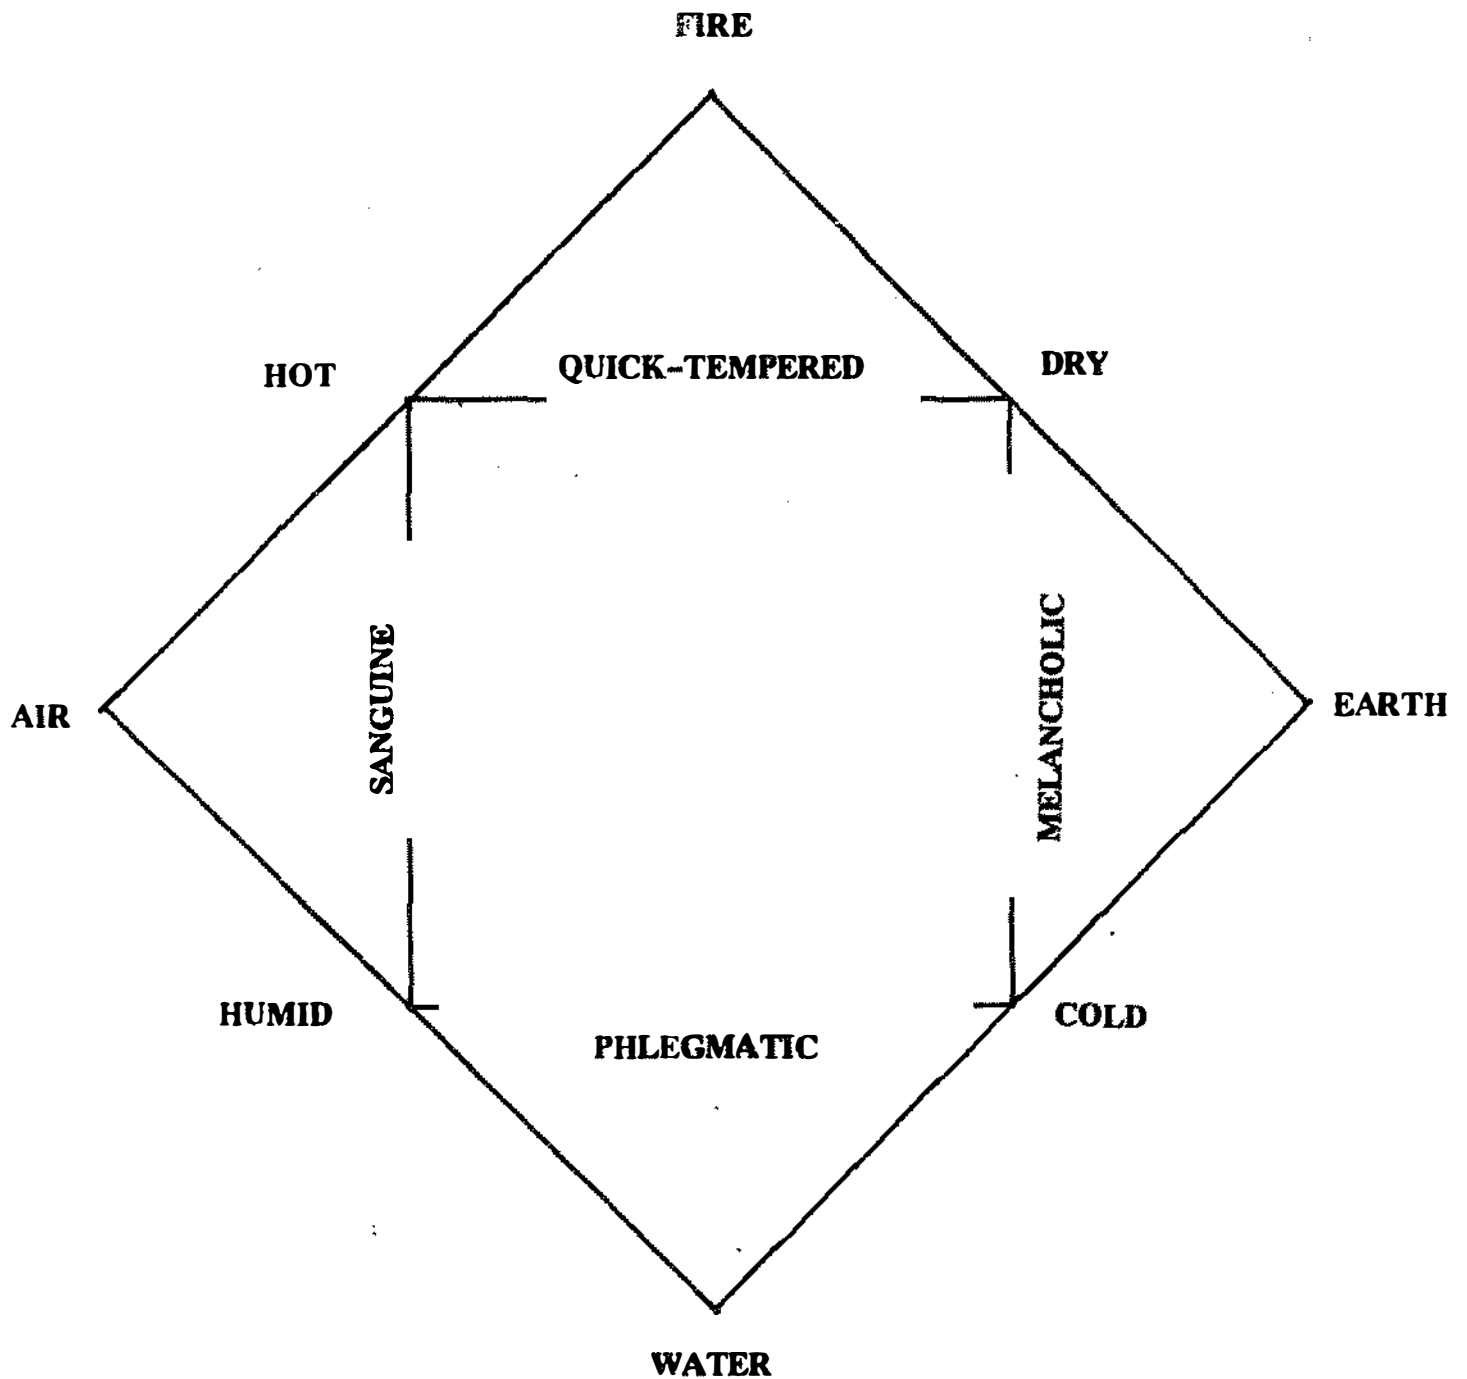 FIRE
HOT
QUICK-TEMPERED
DRY
SANGUINE
MELANCHOLIC
AIR
EARTH
HUMID
COLD
PHLEGMATIC
WATER